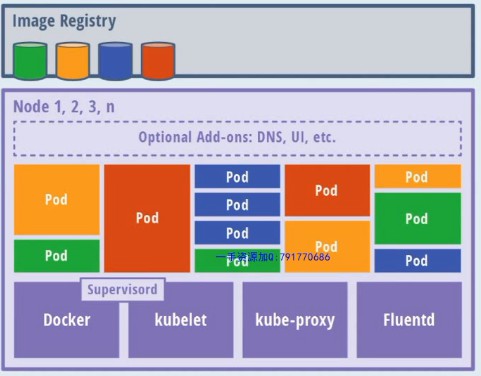 Image Registry
Node 1, 2, 3, n
Optional Add-ons: DNS, UI, etc.
Pod
Pod
Pod
Pod
Pod
Pod
Pod
Pod
Pod
Pod
Pod
Pod
一手资源加QQ:791770686
Supervisord
Docker
kubelet
kube-proxy
Fluentd